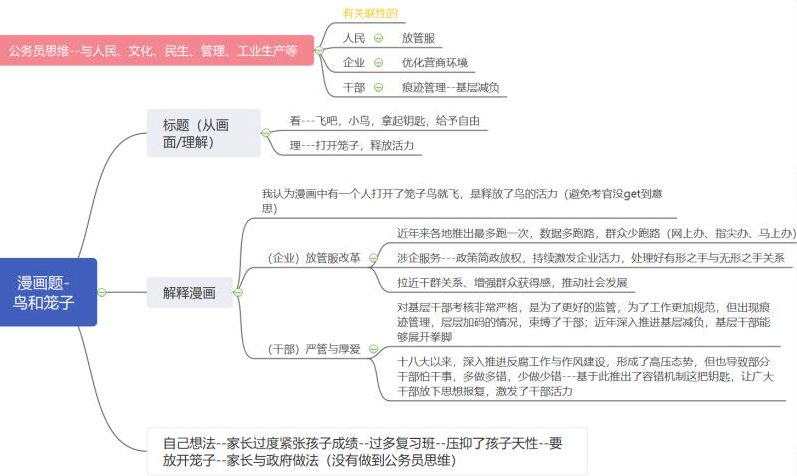 有关联性的
公务员思维--与人民、文化、民生、管理、工业生产等
人民 放管服
企业 优化营商环境
干部 痕迹管理--基层减负
标题（从画
面/理解）
看---飞吧，小鸟，拿起钥匙，给予自由
理---打开笼子，释放活力
漫画题-
鸟和笼子
解释漫画
我认为漫画中有一个人打开了笼子鸟就飞，是释放了鸟的活力（避免考官没get到意
思）
（企业）放管服改革
近年来各地推出最多跑一次，数据多跑路，群众少跑路（网上办、指尖办、马上办）
涉企服务---政策简政放权，持续激发企业活力，处理好有形之手与无形之手关系
拉近干群关系、增强群众获得感，推动社会发展
（干部）严管与厚爱
对基层干部考核非常严格，是为了更好的监管，为了工作更加规范，但出现痕
迹管理，层层加码的情况，束缚了干部；近年深入推进基层减负，基层干部能
够展开拳脚
十八大以来，深入推进反腐工作与作风建设，形成了高压态势，但也导致部分
干部怕干事，多做多错，少做少错---基于此推出了容错机制这把钥匙，让广大
干部放下思想报复，激发了干部活力
自己想法--家长过度紧张孩子成绩--过多复习班--压抑了孩子天性--要
放开笼子--家长与政府做法（没有做到公务员思维）